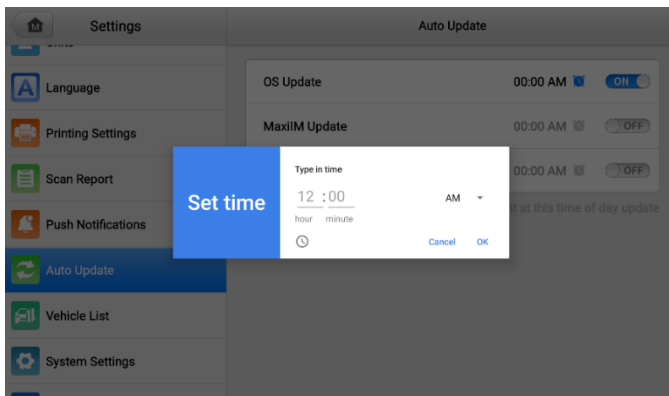 Settings
Auto Update
Language
OS Update
00:00 AM
ON
Printing Settings
MaxiIM Update
00:00 AM
OFF
Scan Report
00:00 AM
OFF
Set time
Type in time
12 : 00
AM
hour minute
Cancel OK
at this time of day update
Push Notifications
Auto Update
Vehicle List
System Settings